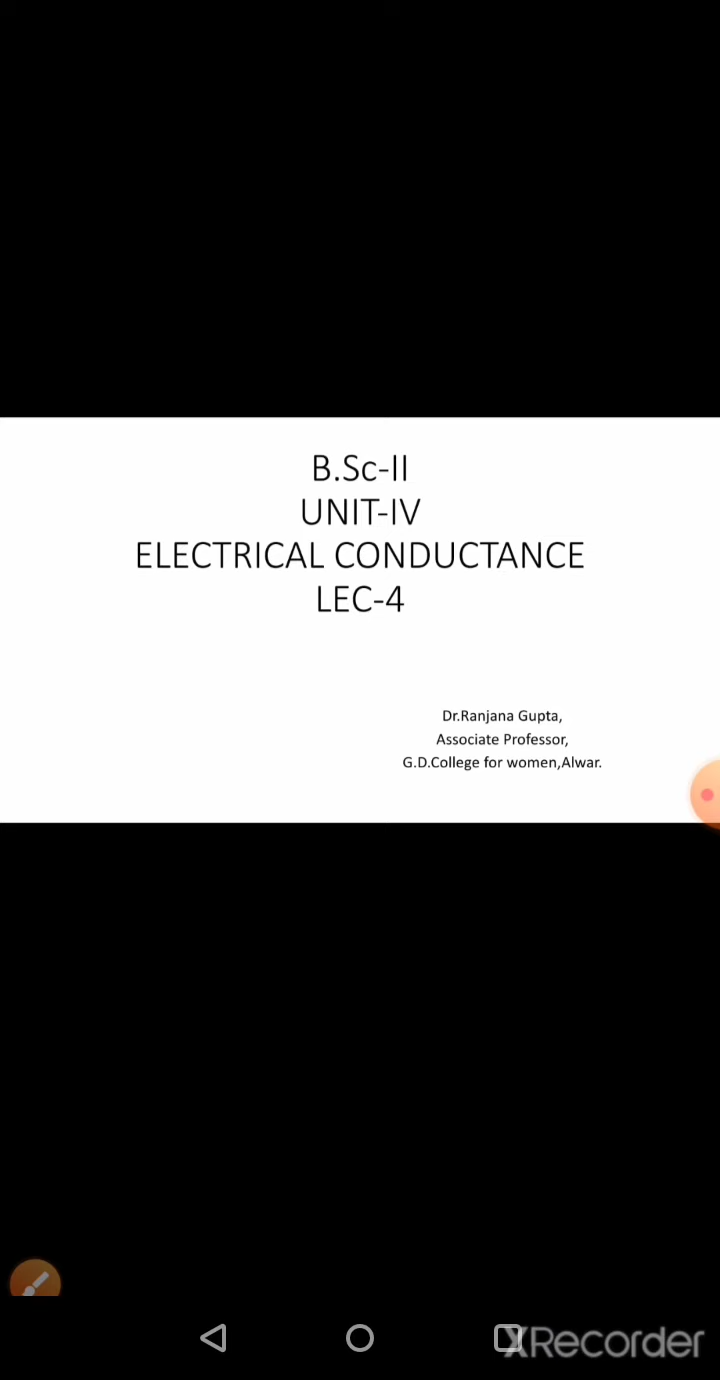 B.Sc-II
UNIT-IV
ELECTRICAL CONDUCTANCE
LEC-4
Dr.Ranjana Gupta,
Associate Professor,
G.D.College for women,Alwar.
XRecorder